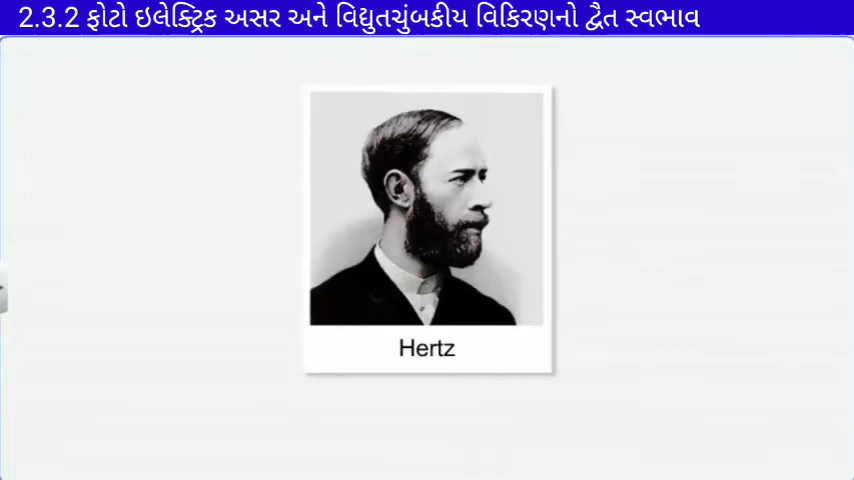 2.3.2 ફોટો ઇલેક્ટ્રિક અસર અને વિદ્યુતચુંબકીય વિકિરણનો દ્વૈત સ્વભાવ
Hertz